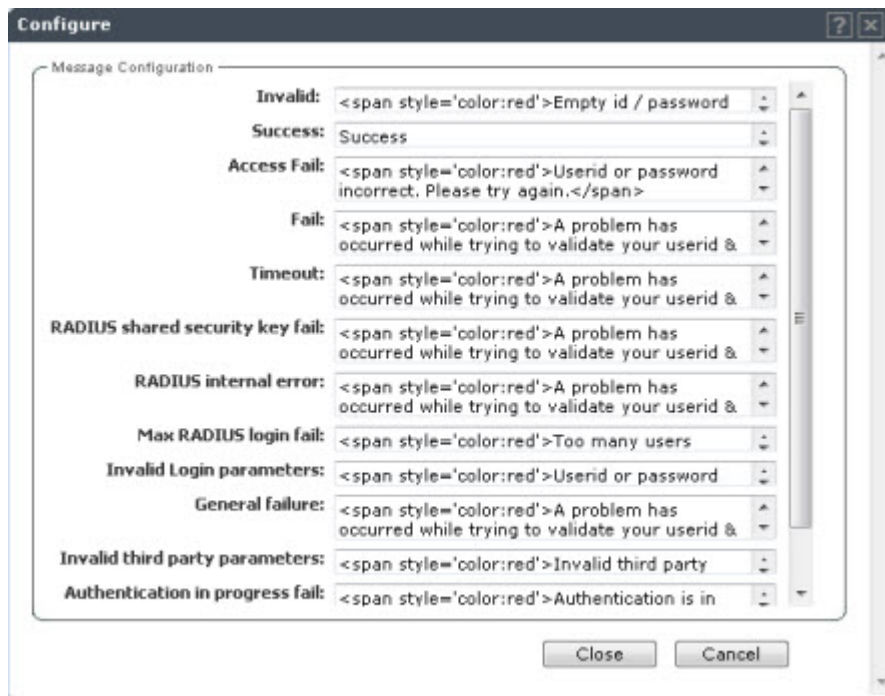 Configure
Message Configuration
Invalid: <span style='color:red'>Empty id / password
Success: Success
Access Fail: <span style='color:red'>Userid or password
incorrect. Please try again.</span>
Fail: <span style='color:red'>A problem has
occurred while trying to validate your userid &
Timeout: <span style='color:red'>A problem has
occurred while trying to validate your userid &
RADIUS shared security key fail: <span style='color:red'>A problem has
occurred while trying to validate your userid &
RADIUS internal error: <span style='color:red'>A problem has
occurred while trying to validate your userid &
Max RADIUS login fail: <span style='color:red'>Too many users
Invalid Login parameters: <span style='color:red'>Userid or password
General failure: <span style='color:red'>A problem has
occurred while trying to validate your userid &
Invalid third party parameters: <span style='color:red'>Invalid third party
Authentication in progress fail: <span style='color:red'>Authentication is in
Close Cancel